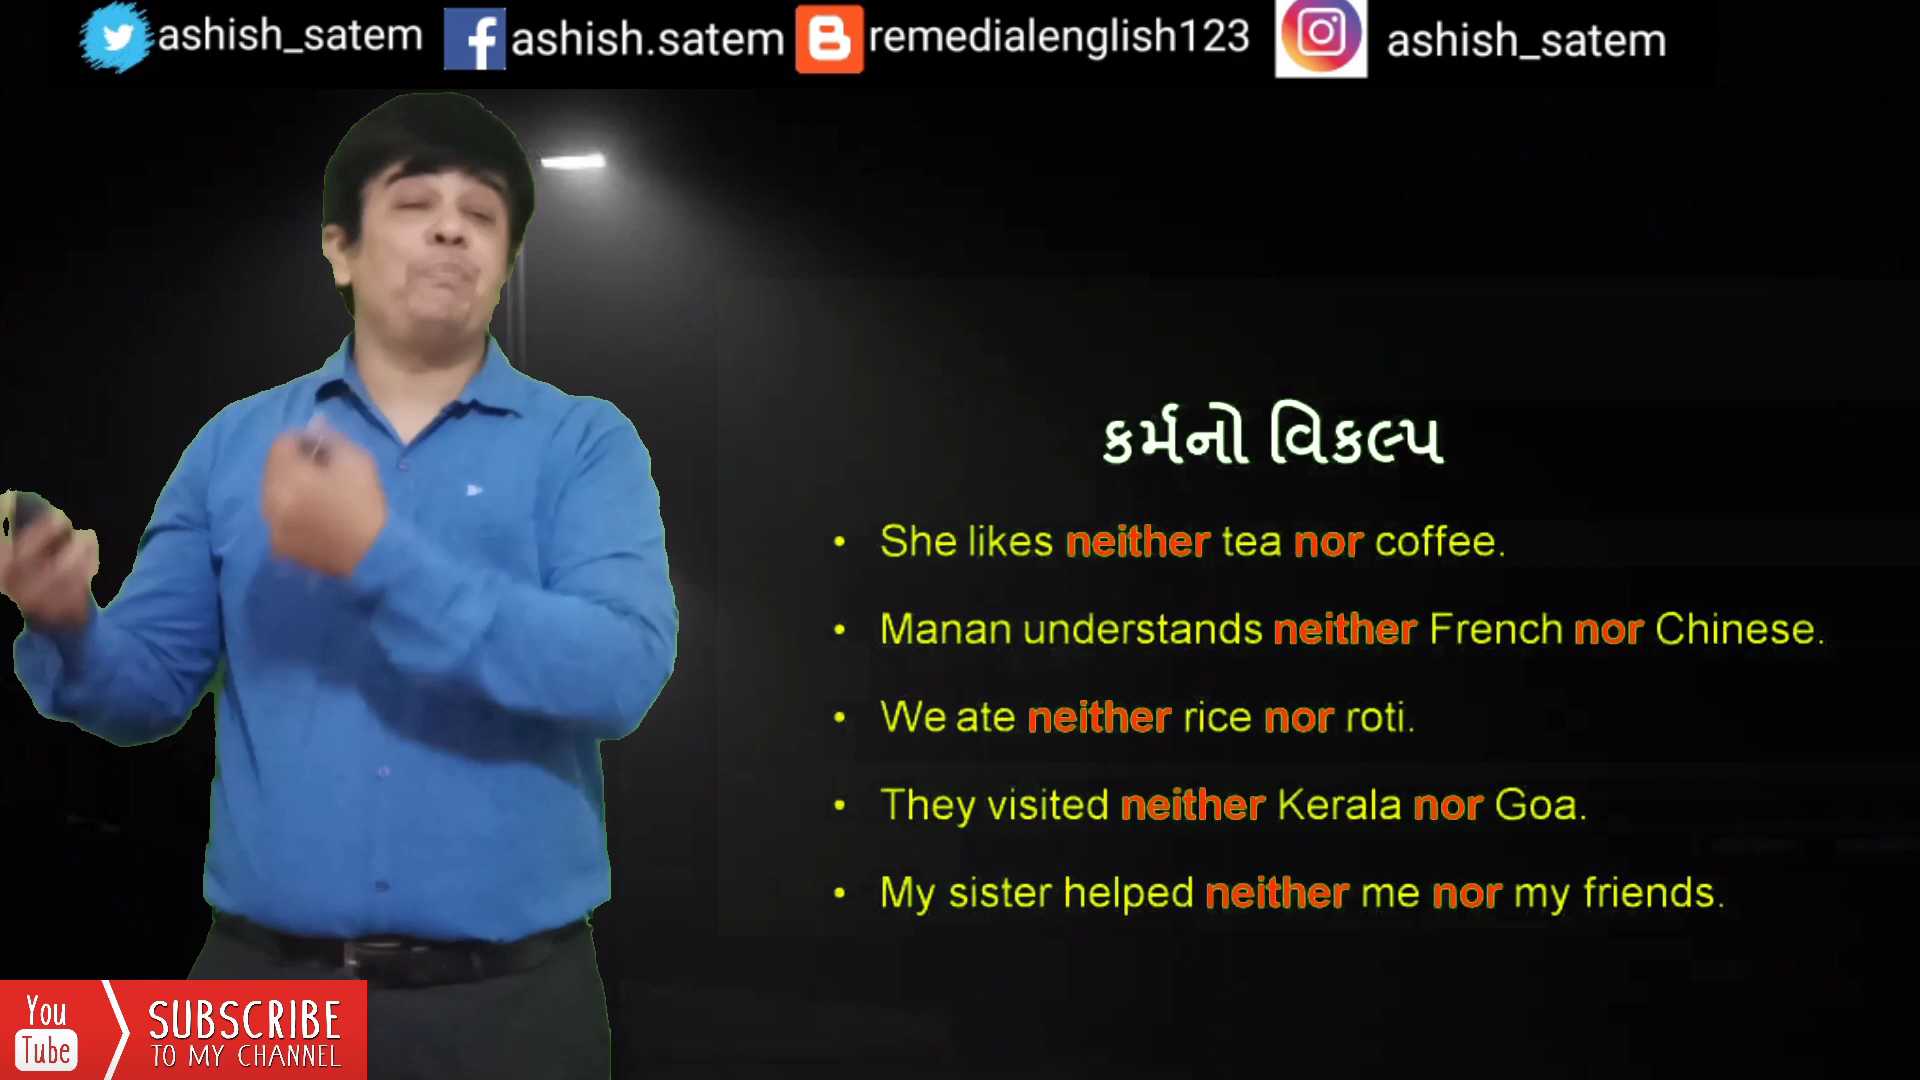 ashish_satem ashish.satem remedialenglish123 ashish_satem
કર્મનો વિકલ્પ
• She likes neither tea nor coffee.
• Manan understands neither French nor Chinese.
• We ate neither rice nor roti.
• They visited neither Kerala nor Goa.
• My sister helped neither me nor my friends.
You Tube
SUBSCRIBE
TO MY CHANNEL